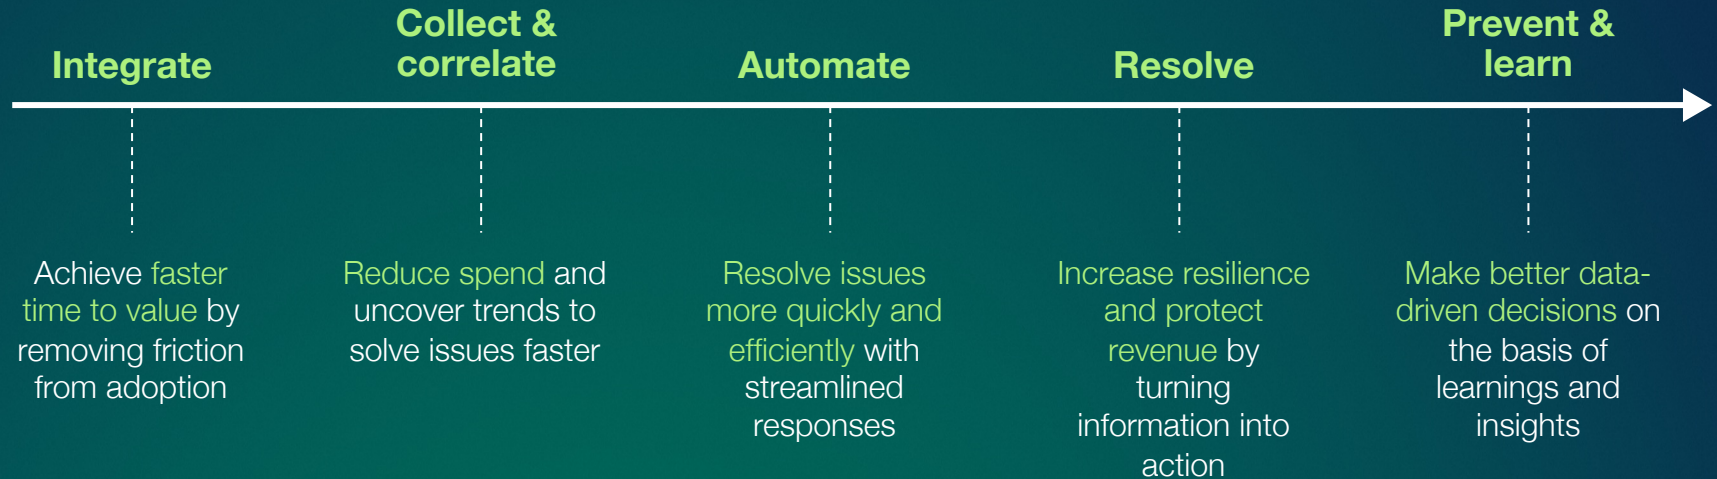 Integrate
Collect &
correlate
Automate
Resolve
Prevent &
learn
Achieve faster
time to value by
removing friction
from adoption
Reduce spend and
uncover trends to
solve issues faster
Resolve issues
more quickly and
efficiently with
streamlined
responses
Increase resilience
and protect
revenue by
turning
information into
action
Make better data-
driven decisions on
the basis of
learnings and
insights